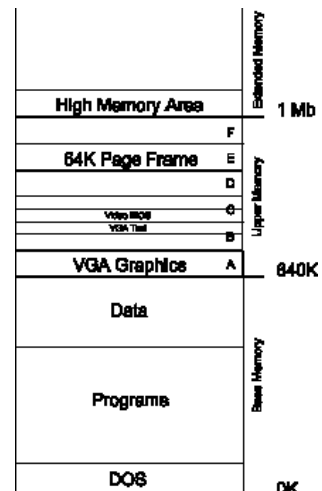 Extended Memory
High Memory Area
1 Mb
F
64K Page Frame
E
D
Upper Memory
C
Video BIOS
VGA Text
B
VGA Graphics
A
640K
Data
Base Memory
Programs
DOS
0K